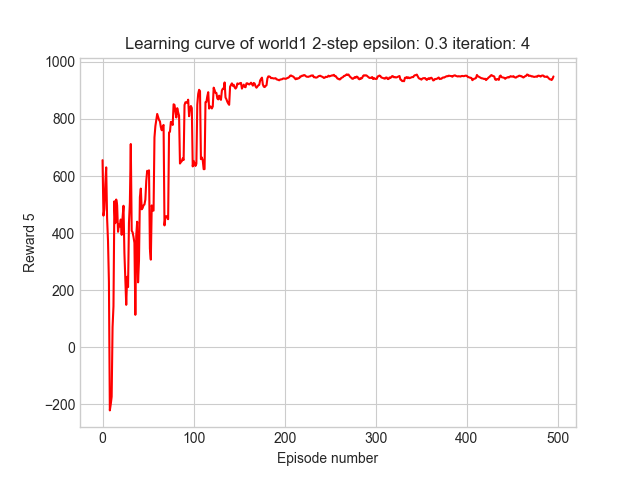 Learning curve of world1 2-step epsilon: 0.3 iteration: 4
1000
800
600
400
200
0
−200
Reward 5
0 100 200 300 400 500
Episode number